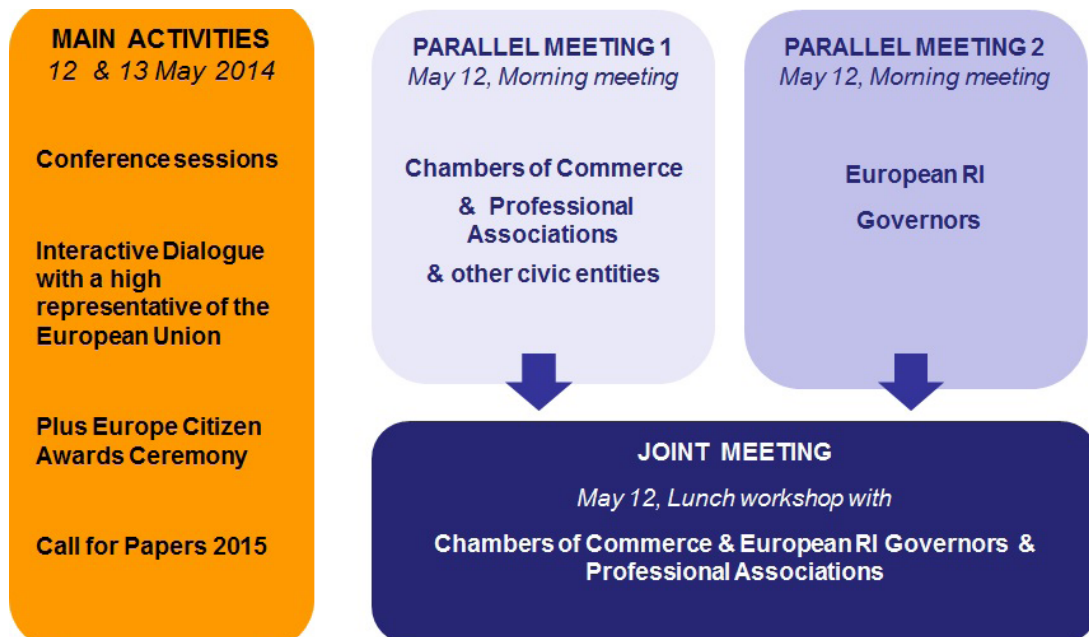 MAIN ACTIVITIES
12 & 13 May 2014
Conference sessions
Interactive Dialogue
with a high
representative of the
European Union
Plus Europe Citizen
Awards Ceremony
Call for Papers 2015
PARALLEL MEETING 1
May 12, Morning meeting
Chambers of Commerce
& Professional
Associations
& other civic entities
PARALLEL MEETING 2
May 12, Morning meeting
European RI
Governors
JOINT MEETING
May 12, Lunch workshop with
Chambers of Commerce & European RI Governors &
Professional Associations